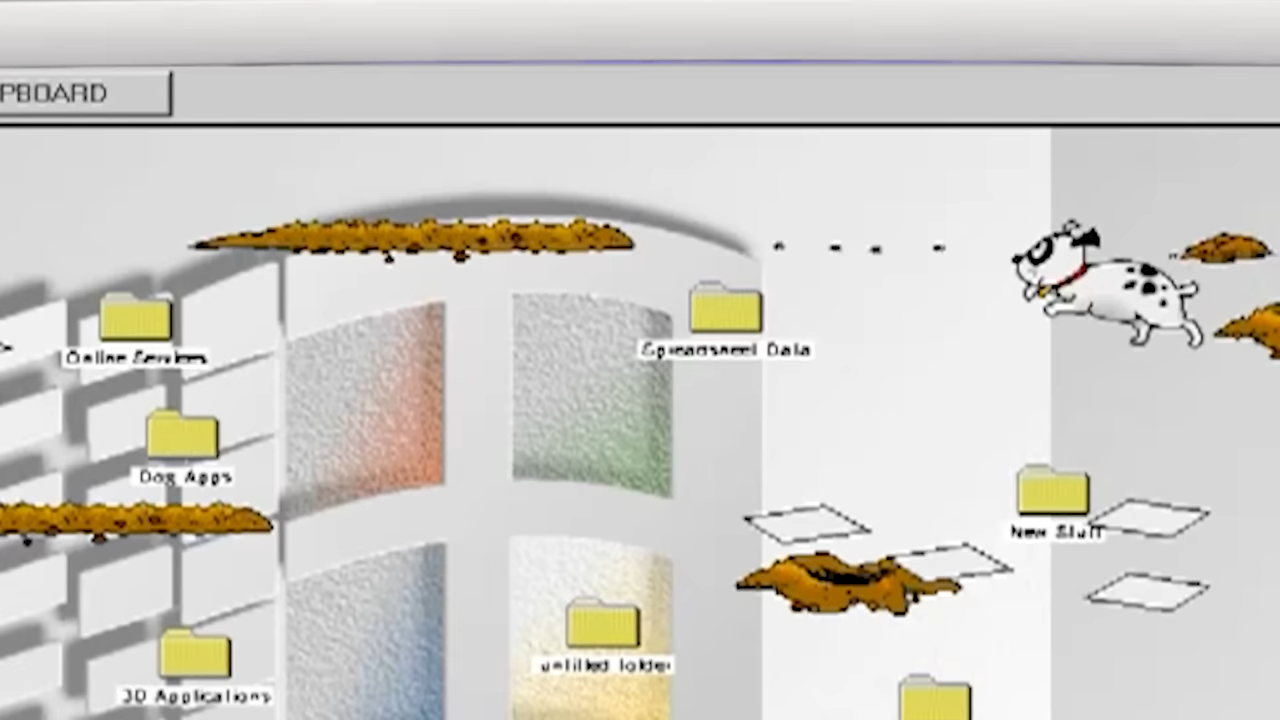 PBOARD
Online Services
Spreadsheet Data
Dog Apps
New Stuff
untitled folder
3D Applications